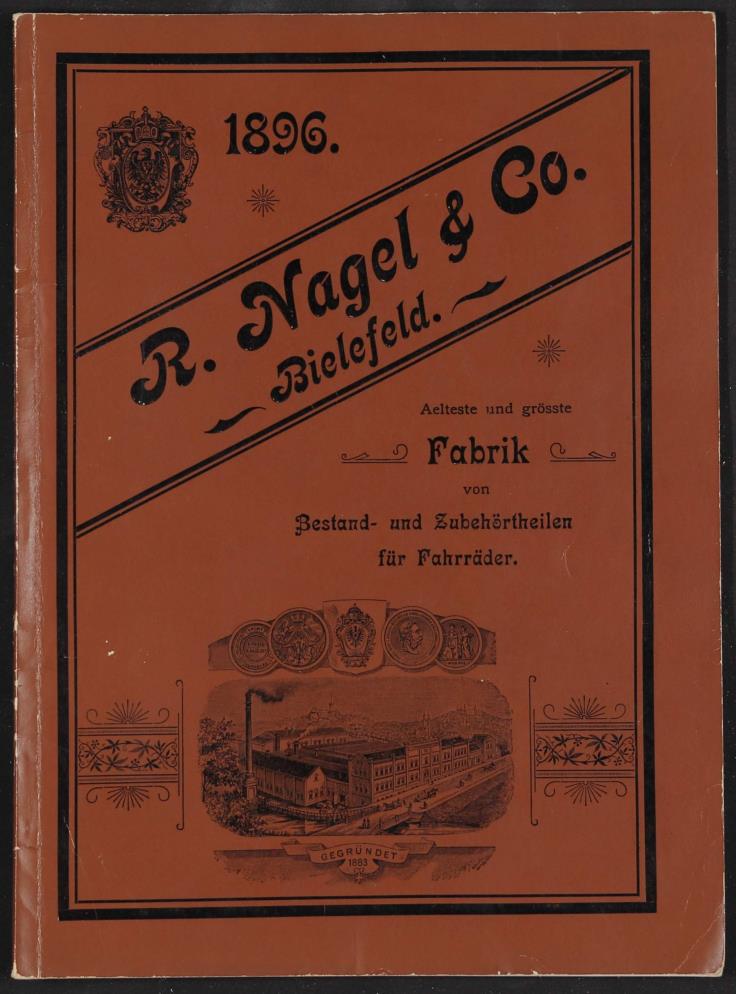 1896.
R. Nagel & Co.
Bielefeld.
Aelteste und grösste
Fabrik
von
Bestand- und Zubehörtheilen
für Fahrräder.
GEGRÜNDET
1883